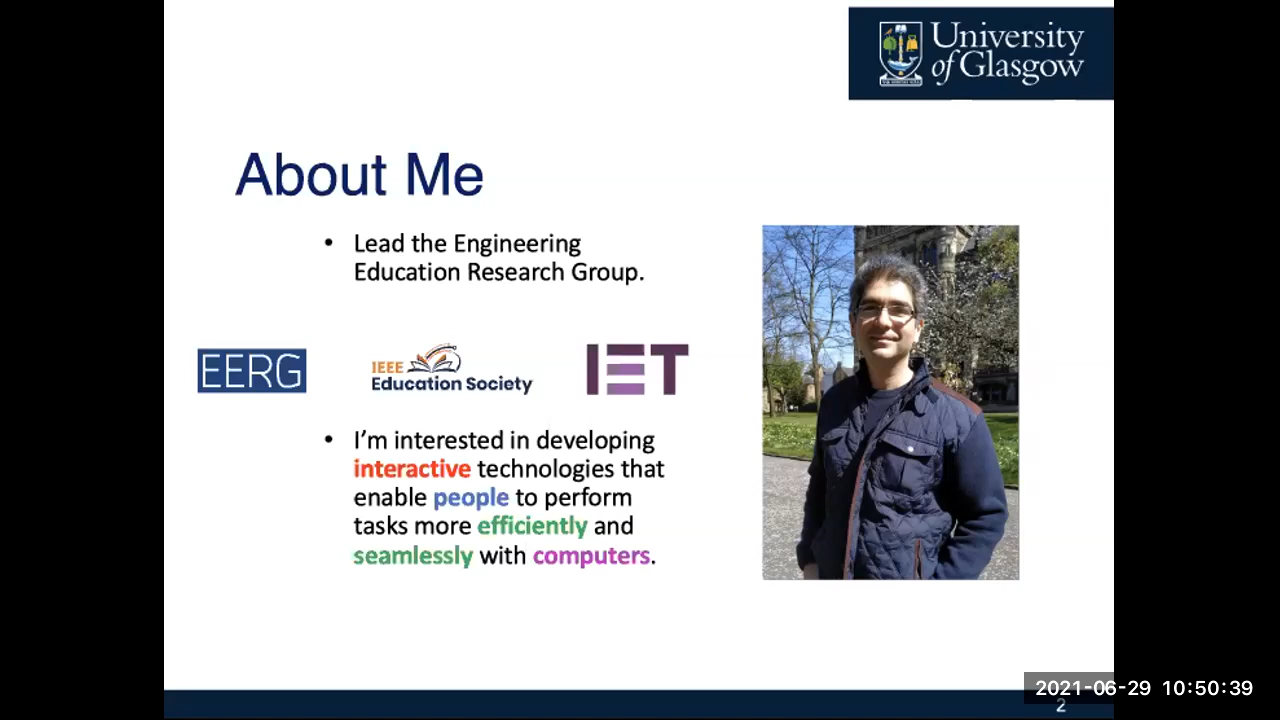 University
of Glasgow
About Me
• Lead the Engineering
Education Research Group.
EERG
IEEE
Education Society
IET
• I'm interested in developing
interactive technologies that
enable people to perform
tasks more efficiently and
seamlessly with computers.
2021-06-29 10:50:39
2